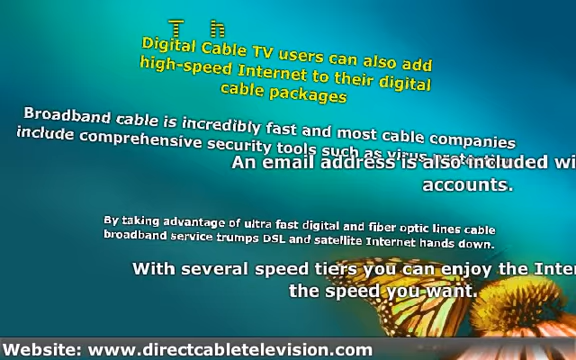 T h
Digital Cable TV users can also add
high-speed Internet to their digital
cable packages
Broadband cable is incredibly fast and most cable companies
include comprehensive security tools such as virus
An email address is also included wi
accounts.
By taking advantage of ultra fast digital and fiber optic lines cable
broadband service trumps DSL and satellite Internet hands down.
With several speed tiers you can enjoy the Inter
the speed you want.
Website: www.directcabletelevision.com